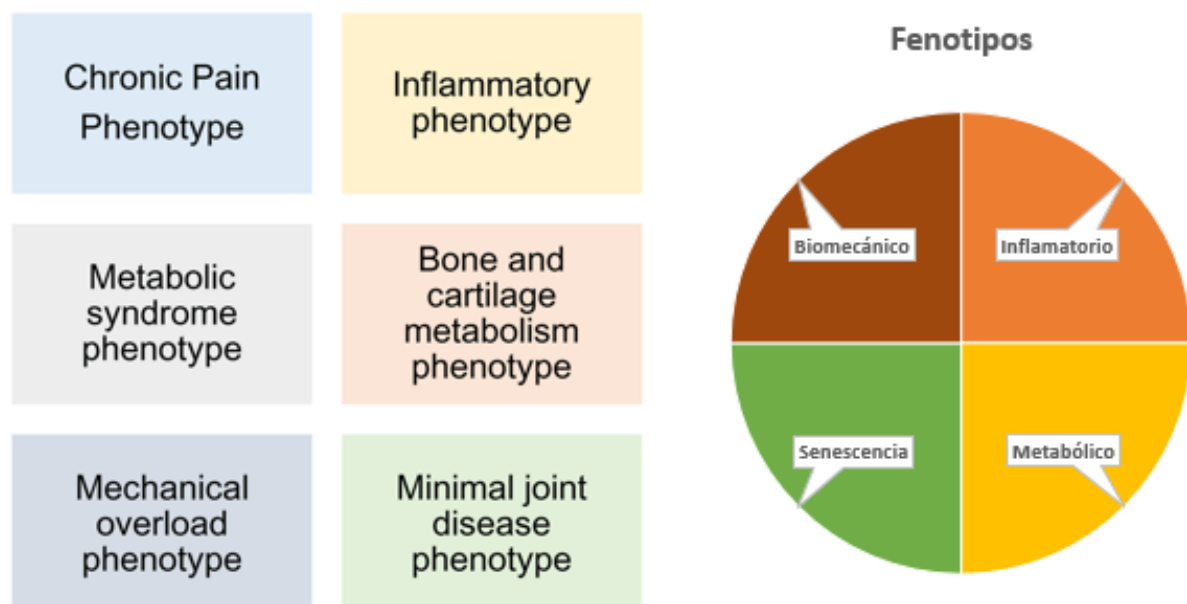 Chronic Pain
Phenotype
Inflammatory
phenotype
Metabolic
syndrome
phenotype
Bone and
cartilage
metabolism
phenotype
Mechanical
overload
phenotype
Minimal joint
disease
phenotype
Fenotipos
Biomecánico
Inflamatorio
Senescencia
Metabólico